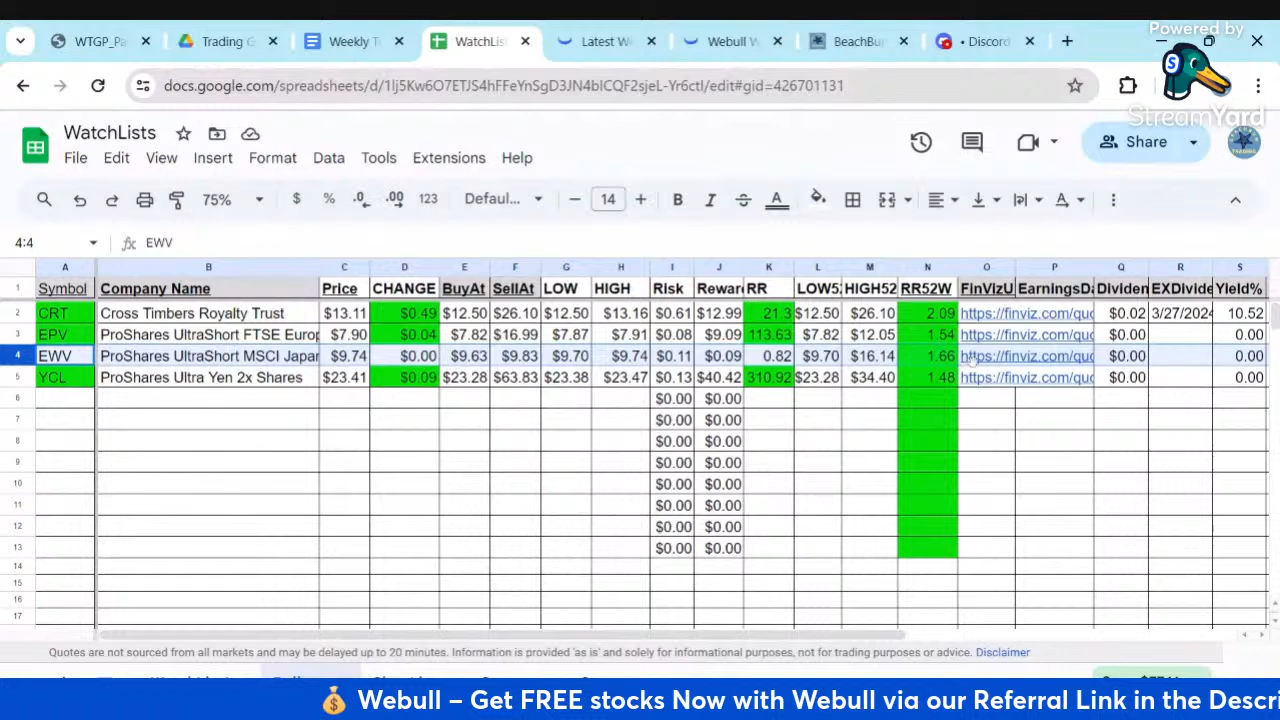 Powered by
StreamYard
WTGP_Pa
Trading G
Weekly T
WatchLis
Latest W
Webull W
BeachBu
• Discord
docs.google.com/spreadsheets/d/1Ij5Kw6O7ETJS4hFFeYnSgD3JN4bICQF2sjeL-Yr6ctI/edit#gid=426701131
WatchLists
File Edit View Insert Format Data Tools Extensions Help
Share
75% $ % .0 .00 123 Defaul... 14 B I A
4:4 fx EWV
A B C D E F G H I J K L M N O P Q R S
1 Symbol Company Name Price CHANGE BuyAt SellAt LOW HIGH Risk Rewar RR LOW5 HIGH52 RR52W FinVizU EarningsDa Dividen EXDivide Yield%
2 CRT Cross Timbers Royalty Trust $13.11 $0.49 $12.50 $26.10 $12.50 $13.16 $0.61 $12.99 21.3 $12.50 $26.10 2.09 https://finviz.com/quo $0.02 3/27/2024 10.52
3 EPV ProShares UltraShort FTSE Europ $7.90 $0.04 $7.82 $16.99 $7.87 $7.91 $0.08 $9.09 113.63 $7.82 $12.05 1.54 https://finviz.com/quo $0.00 0.00
4 EWV ProShares UltraShort MSCI Japan $9.74 $0.00 $9.63 $9.83 $9.70 $9.74 $0.11 $0.09 0.82 $9.70 $16.14 1.66 https://finviz.com/quo $0.00 0.00
5 YCL ProShares Ultra Yen 2x Shares $23.41 $0.09 $23.28 $63.83 $23.38 $23.47 $0.13 $40.42 310.92 $23.28 $34.40 1.48 https://finviz.com/quo $0.00 0.00
6 $0.00 $0.00
7 $0.00 $0.00
8 $0.00 $0.00
9 $0.00 $0.00
10 $0.00 $0.00
11 $0.00 $0.00
12 $0.00 $0.00
13 $0.00 $0.00
14
15
16
17
Quotes are not sourced from all markets and may be delayed up to 20 minutes. Information is provided 'as is' and solely for informational purposes, not for trading purposes or advice. Disclaimer
💰 Webull – Get FREE stocks Now with Webull via our Referral Link in the Descri